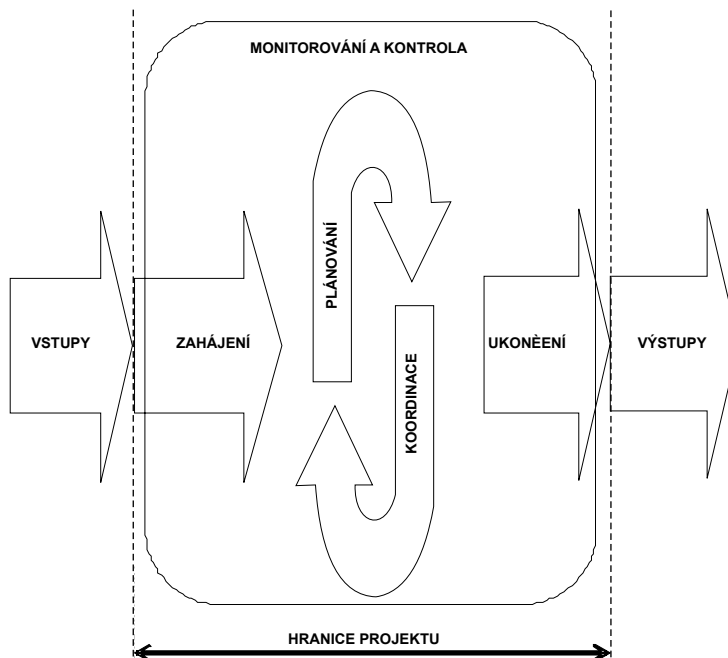 MONITOROVÁNÍ A KONTROLA
PLÁNOVÁNÍ
VSTUPY
ZAHÁJENÍ
KOORDINACE
UKONÈENÍ
VÝSTUPY
HRANICE PROJEKTU